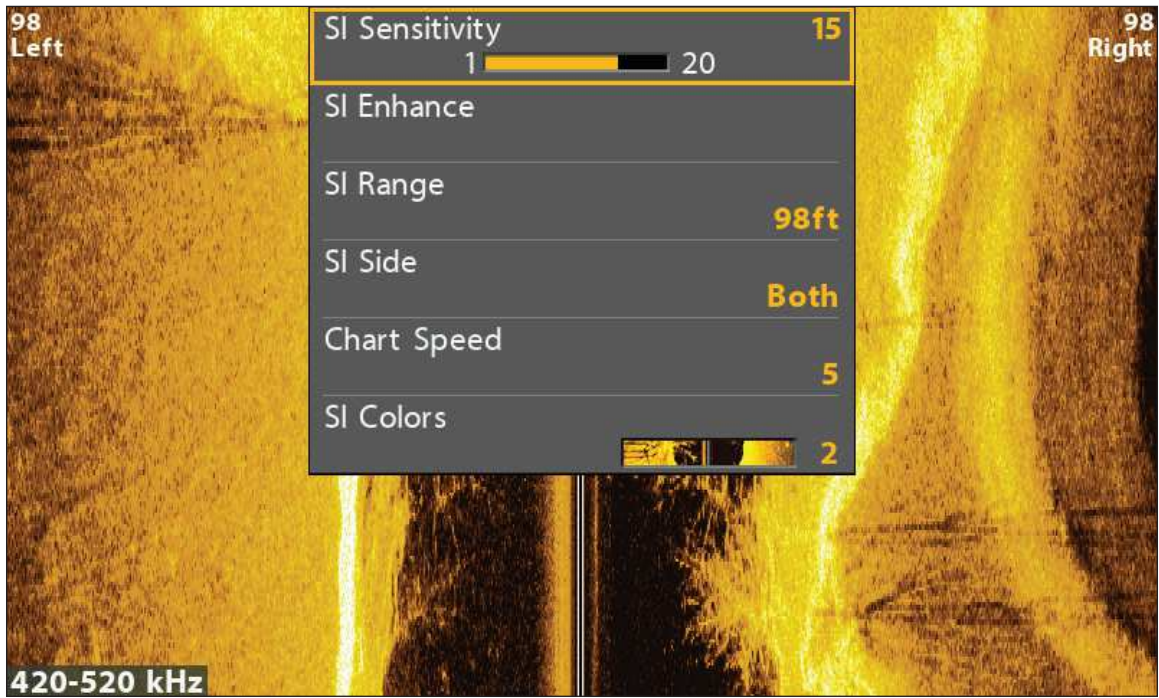 98
Left
98
Right
SI Sensitivity 15
1 20
SI Enhance
SI Range
98ft
SI Side
Both
Chart Speed
5
SI Colors
2
420-520 kHz